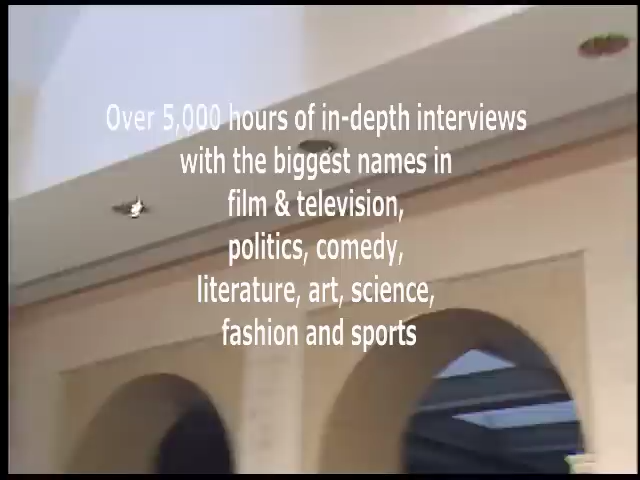 Over 5,000 hours of in-depth interviews
with the biggest names in
film & television,
politics, comedy,
literature, art, science,
fashion and sports